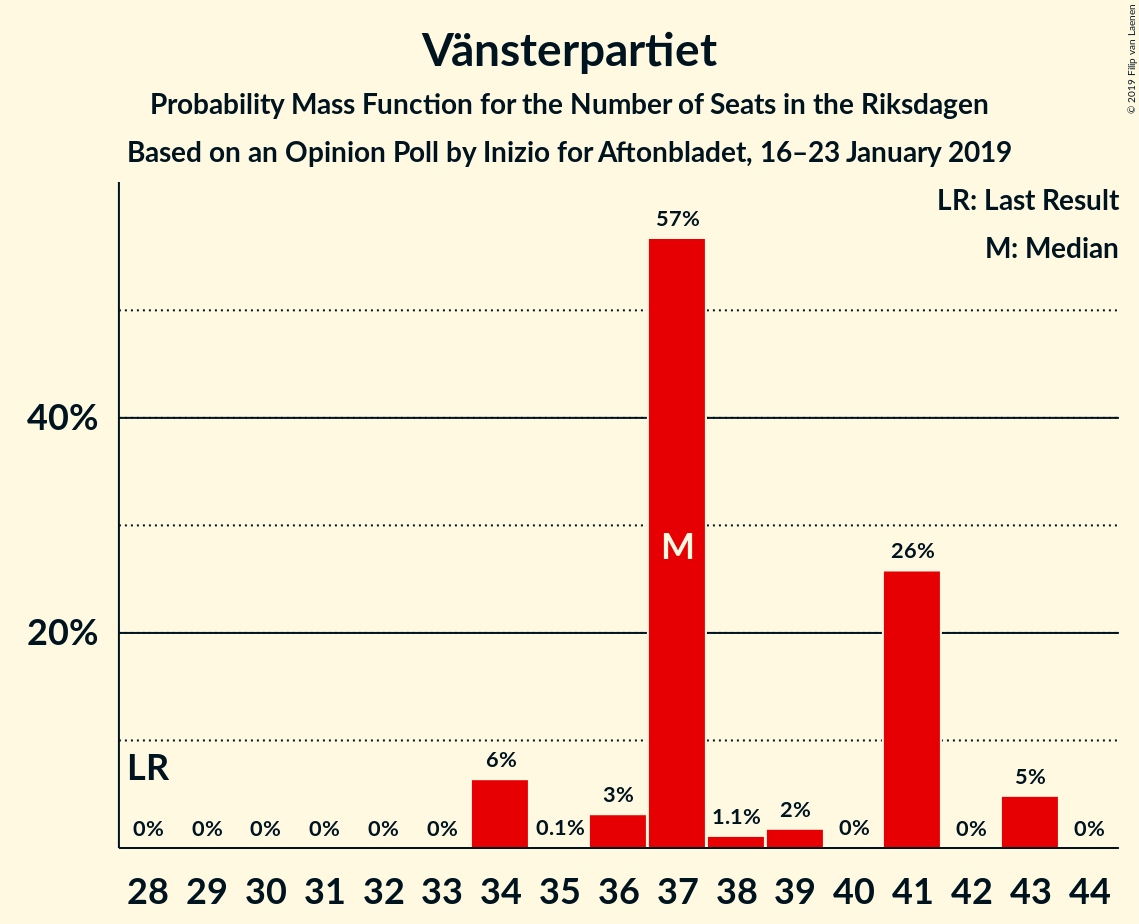 Vänsterpartiet
Probability Mass Function for the Number of Seats in the Riksdagen
Based on an Opinion Poll by Inizio for Aftonbladet, 16–23 January 2019
© 2019 Filip van Laenen
LR: Last Result
M: Median
57%
40%
M
26%
20%
LR
6%
5%
3%
2%
1.1%
0% 0% 0% 0% 0% 0% 0.1% 0% 0% 0%
28 29 30 31 32 33 34 35 36 37 38 39 40 41 42 43 44